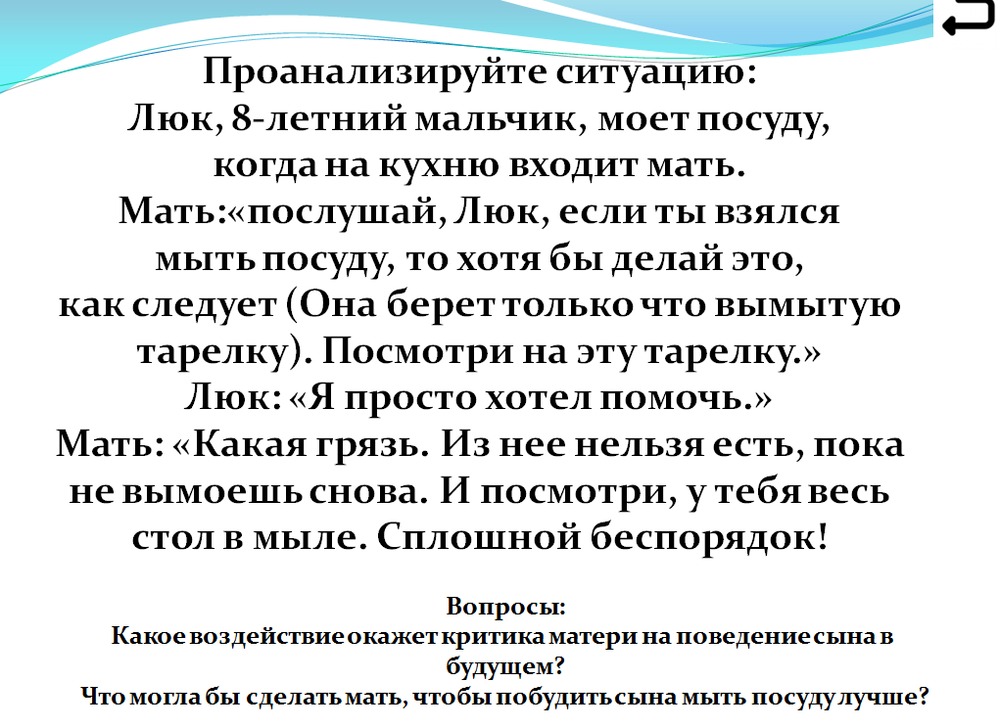 Проанализируйте ситуацию:
Люк, 8-летний мальчик, моет посуду,
когда на кухню входит мать.
Мать:«послушай, Люк, если ты взялся
мыть посуду, то хотя бы делай это,
как следует (Она берет только что вымытую
тарелку). Посмотри на эту тарелку.»
Люк: «Я просто хотел помочь.»
Мать: «Какая грязь. Из нее нельзя есть, пока
не вымоешь снова. И посмотри, у тебя весь
стол в мыле. Сплошной беспорядок!
Вопросы:
Какое воздействие окажет критика матери на поведение сына в
будущем?
Что могла бы сделать мать, чтобы побудить сына мыть посуду лучше?